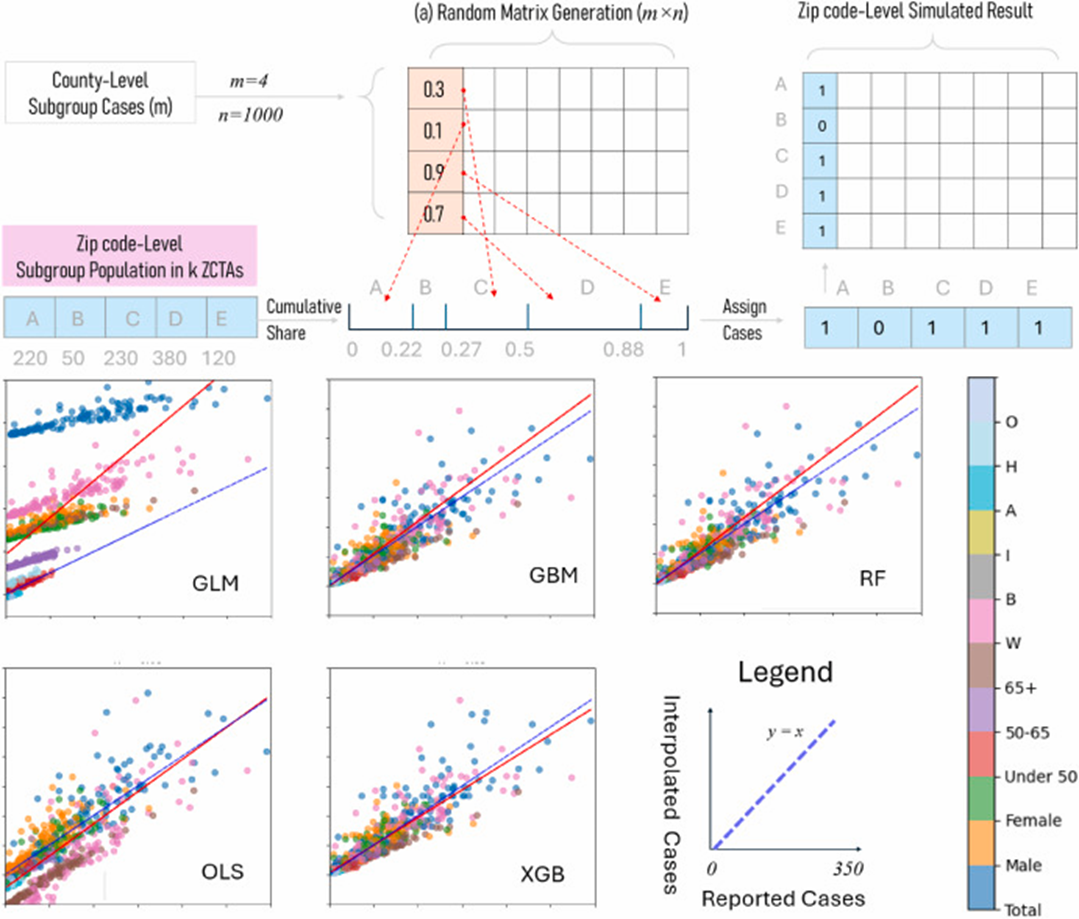 (a) Random Matrix Generation (m×n)
Zip code-Level Simulated Result
County-Level
Subgroup Cases (m)
m=4
n=1000
0.3
0.1
0.9
0.7
A 1
B 0
C 1
D 1
E 1
Zip code-Level
Subgroup Population in k ZCTAs
A B C D E
220 50 230 380 120
Cumulative
Share
A B C D E
0 0.22 0.27 0.5 0.88 1
Assign
Cases
A B C D E
1 0 1 1 1
GLM
GBM
RF
OLS
XGB
Legend
Interpolated Cases
y = x
0 350
Reported Cases
O
H
A
I
B
W
65+
50-65
Under 50
Female
Male
Total